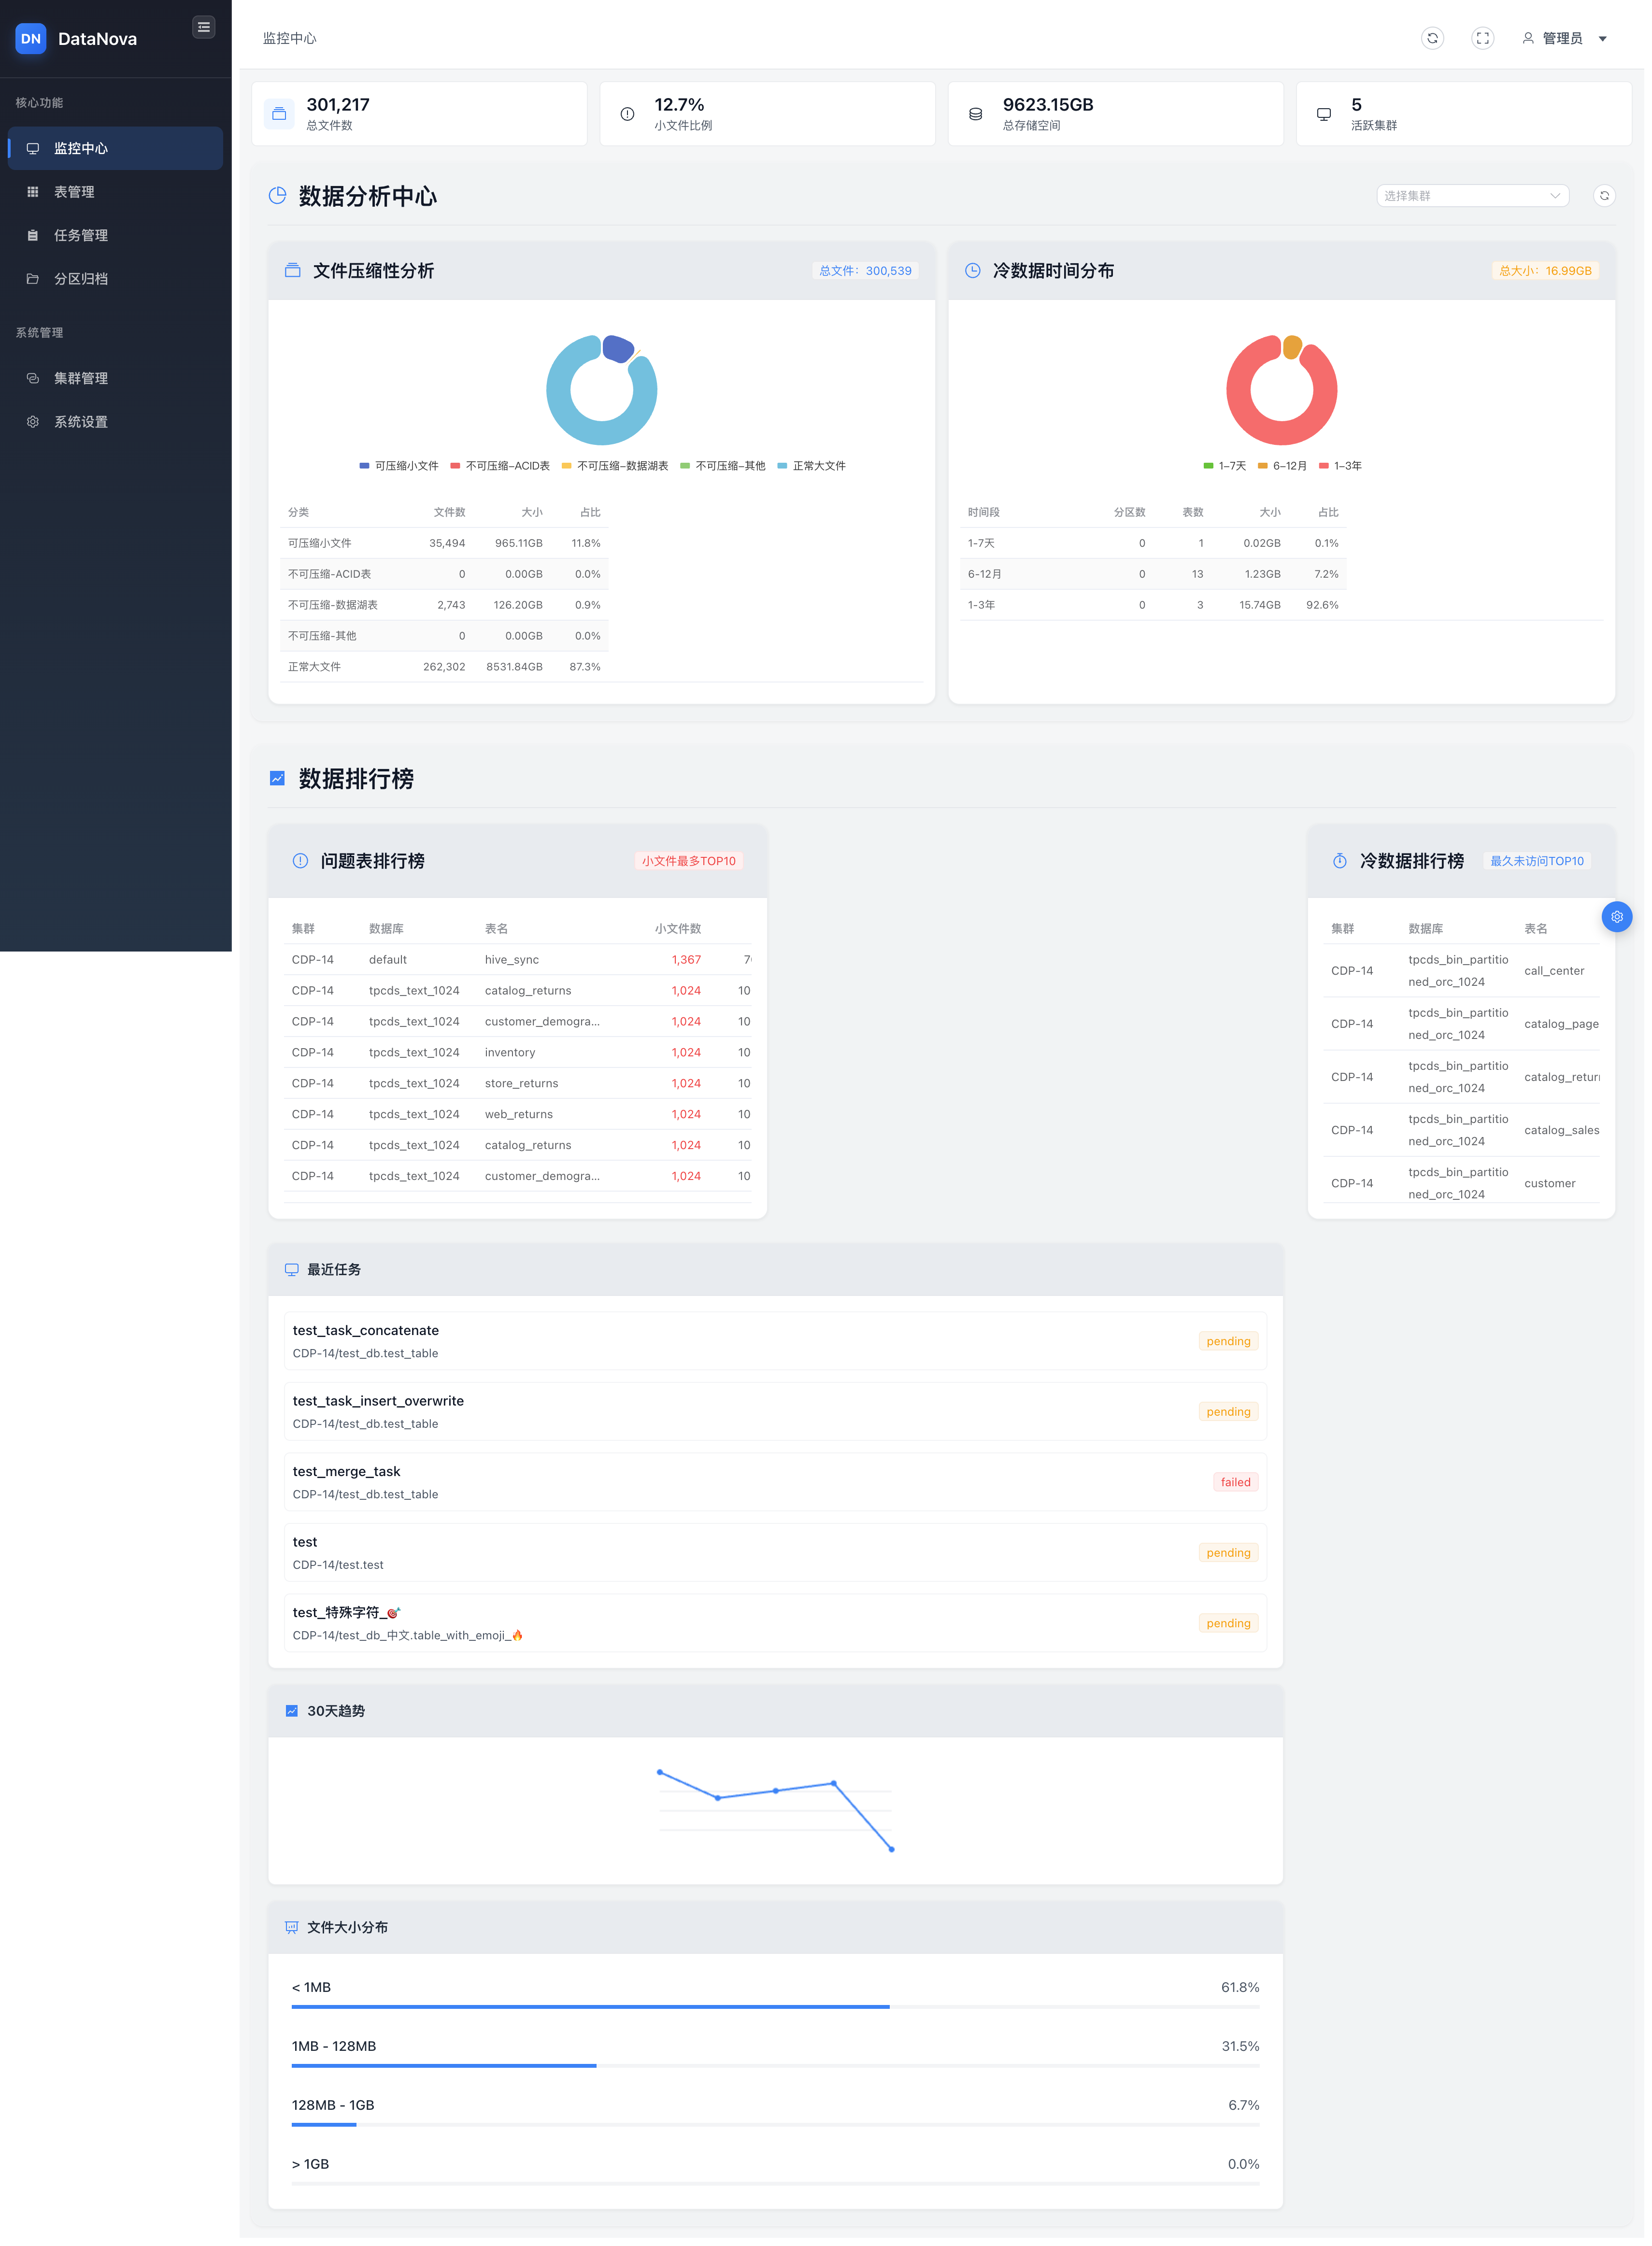 DN DataNova
核心功能
监控中心
表管理
任务管理
分区归档
系统管理
集群管理
系统设置
监控中心
管理员
301,217
总文件数
12.7%
小文件比例
9623.15GB
总存储空间
5
活跃集群
数据分析中心
选择集群
文件压缩性分析
总文件: 300,539
可压缩小文件 不可压缩-ACID表 不可压缩-数据湖表 不可压缩-其他 正常大文件
分类 文件数 大小 占比
可压缩小文件 35,494 965.11GB 11.8%
不可压缩-ACID表 0 0.00GB 0.0%
不可压缩-数据湖表 2,743 126.20GB 0.9%
不可压缩-其他 0 0.00GB 0.0%
正常大文件 262,302 8531.84GB 87.3%
冷数据时间分布
总大小: 16.99GB
1-7天 6-12月 1-3年
时间段 分区数 表数 大小 占比
1-7天 0 1 0.02GB 0.1%
6-12月 0 13 1.23GB 7.2%
1-3年 0 3 15.74GB 92.6%
数据排行榜
问题表排行榜
小文件最多TOP10
集群 数据库 表名 小文件数
CDP-14 default hive_sync 1,367
CDP-14 tpcds_text_1024 catalog_returns 1,024 10
CDP-14 tpcds_text_1024 customer_demogra... 1,024 10
CDP-14 tpcds_text_1024 inventory 1,024 10
CDP-14 tpcds_text_1024 store_returns 1,024 10
CDP-14 tpcds_text_1024 web_returns 1,024 10
CDP-14 tpcds_text_1024 catalog_returns 1,024 10
CDP-14 tpcds_text_1024 customer_demogra... 1,024 10
冷数据排行榜
最久未访问TOP10
集群 数据库 表名
CDP-14 tpcds_bin_partitio
ned_orc_1024 call_center
CDP-14 tpcds_bin_partitio
ned_orc_1024 catalog_page
CDP-14 tpcds_bin_partitio
ned_orc_1024 catalog_retur
CDP-14 tpcds_bin_partitio
ned_orc_1024 catalog_sales
CDP-14 tpcds_bin_partitio
ned_orc_1024 customer
最近任务
test_task_concatenate
CDP-14/test_db.test_table
pending
test_task_insert_overwrite
CDP-14/test_db.test_table
pending
test_merge_task
CDP-14/test_db.test_table
failed
test
CDP-14/test.test
pending
test_特殊字符_🎯
CDP-14/test_db_中文.table_with_emoji_🔥
pending
30天趋势
文件大小分布
< 1MB 61.8%
1MB - 128MB 31.5%
128MB - 1GB 6.7%
> 1GB 0.0%